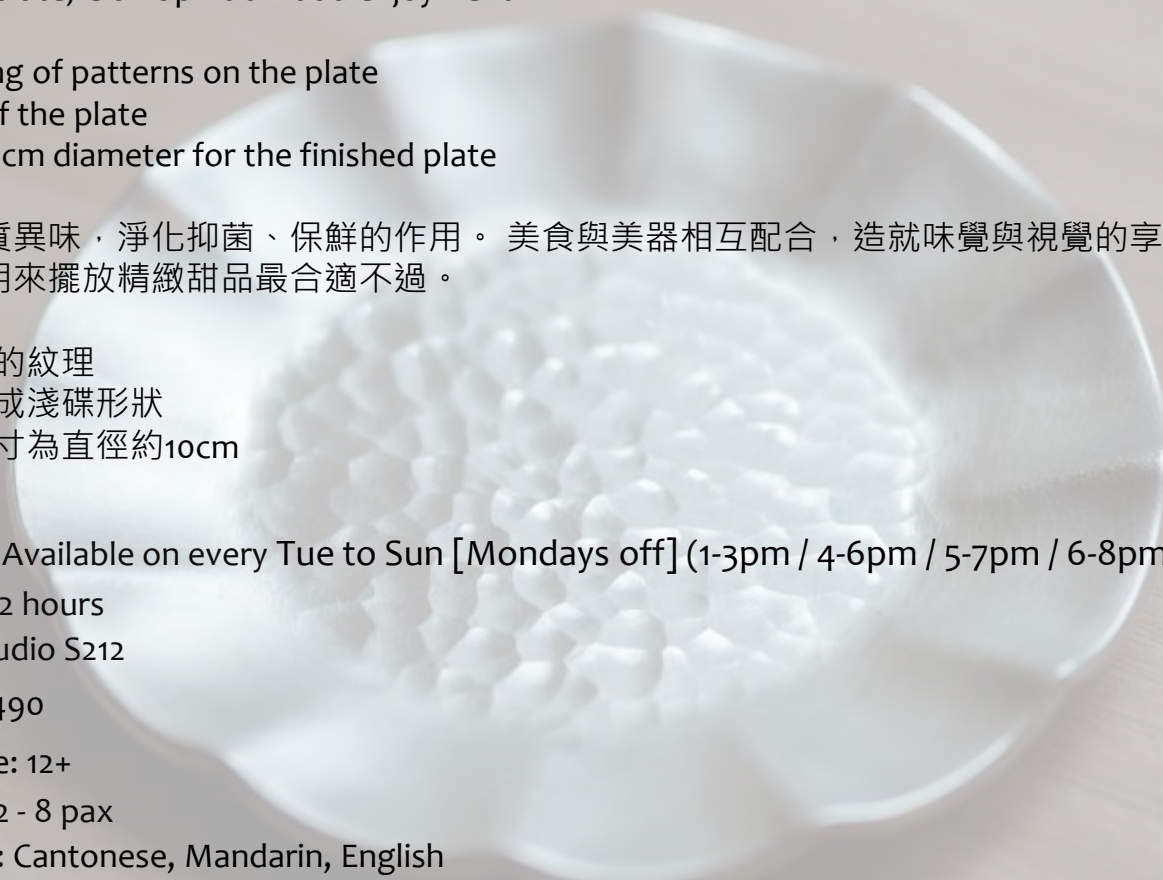 ng of patterns on the plate
f the plate
cm diameter for the finished plate
質異味，淨化抑菌、保鮮的作用。 美食與美器相互配合，造就味覺與視覺的享
用來擺放精緻甜品最合適不過。
的紋理
成淺碟形狀
寸為直徑約10cm
Available on every Tue to Sun [Mondays off] (1-3pm / 4-6pm / 5-7pm / 6-8pm
2 hours
udio S212
490
e: 12+
2 - 8 pax
: Cantonese, Mandarin, English